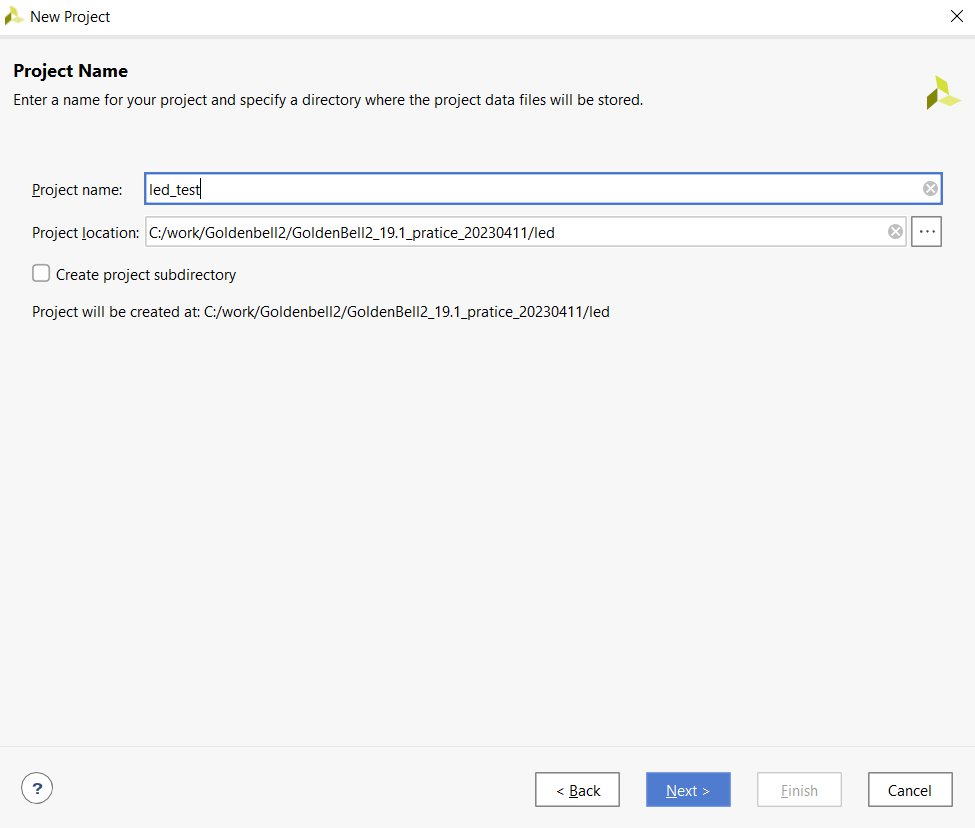 New Project
Project Name
Enter a name for your project and specify a directory where the project data files will be stored.
Project name: led_test
Project location: C:/work/Goldenbell2/GoldenBell2_19.1_pratice_20230411/led
...
Create project subdirectory
Project will be created at: C:/work/Goldenbell2/GoldenBell2_19.1_pratice_20230411/led
? < Back Next > Finish Cancel